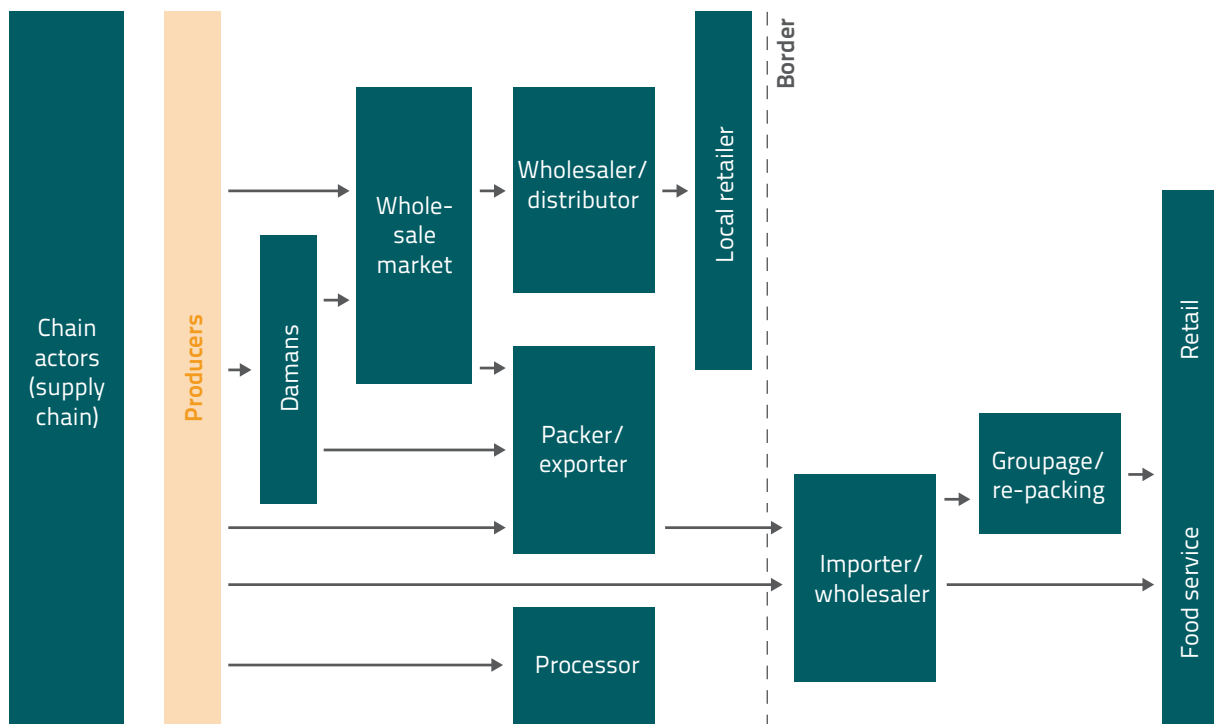 Chain
actors
(supply
chain)
Producers
Damans
Whole-
sale
market
Wholesaler/
distributor
Packer/
exporter
Processor
Local retailer
Border
Importer/
wholesaler
Groupage/
re-packing
Retail
Food service